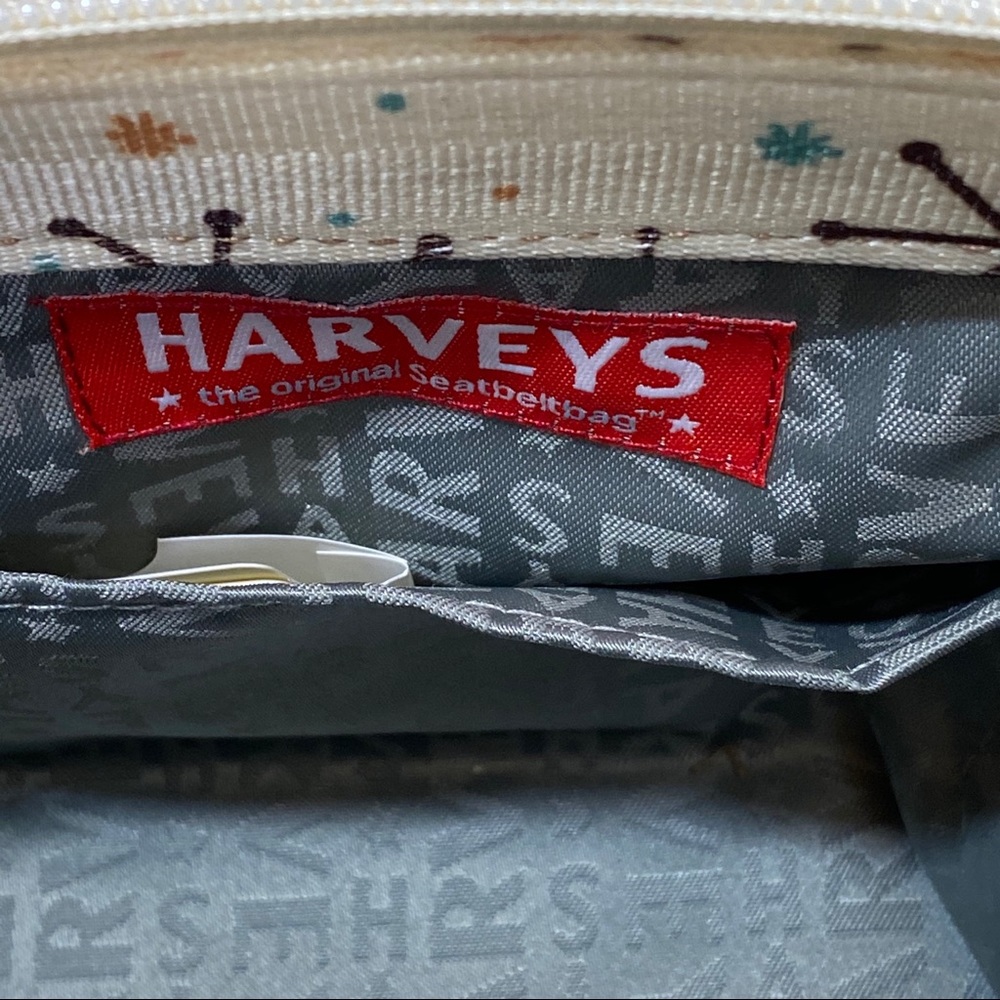 HARVEYS
★ the original Seatbeltbag™ ★